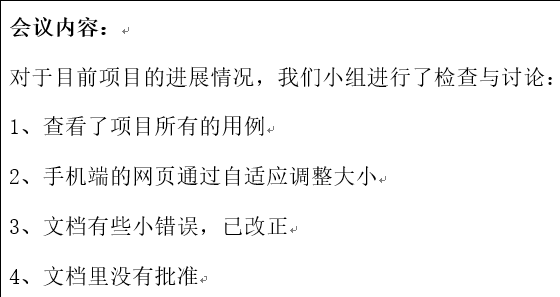 会议内容：
对于目前项目的进展情况，我们小组进行了检查与讨论：
1、查看了项目所有的用例
2、手机端的网页通过自适应调整大小
3、文档有些小错误，已改正
4、文档里没有批准